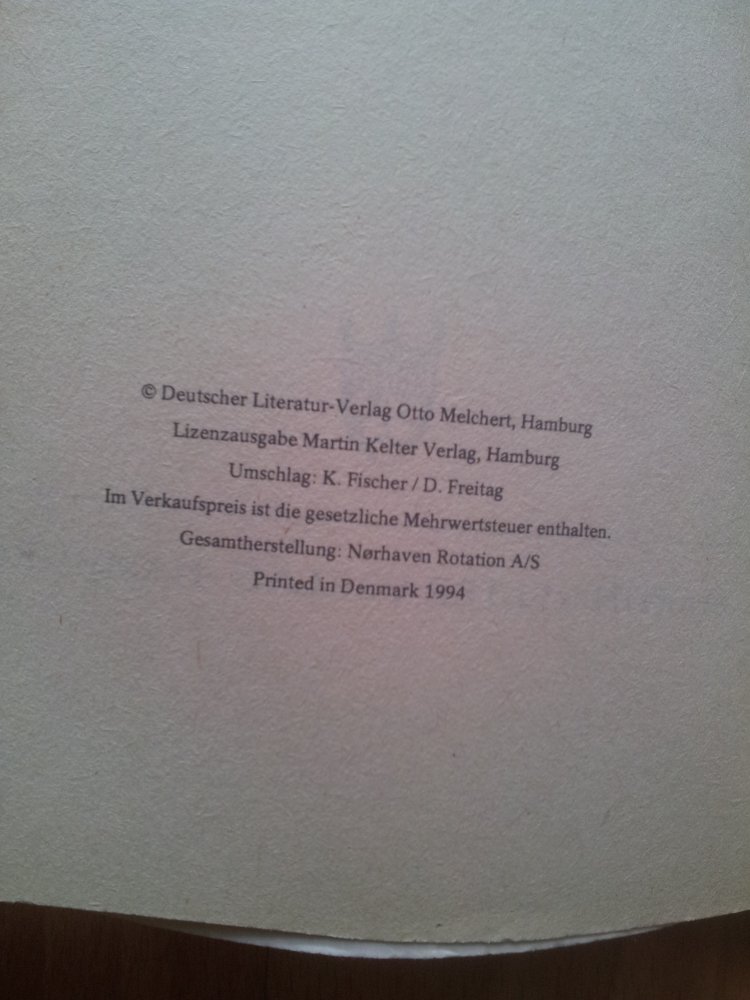 © Deutscher Literatur-Verlag Otto Melchert, Hamburg
Lizenzausgabe Martin Kelter Verlag, Hamburg
Umschlag: K. Fischer / D. Freitag
Im Verkaufspreis ist die gesetzliche Mehrwertsteuer enthalten.
Gesamtherstellung: Nørhaven Rotation A/S
Printed in Denmark 1994